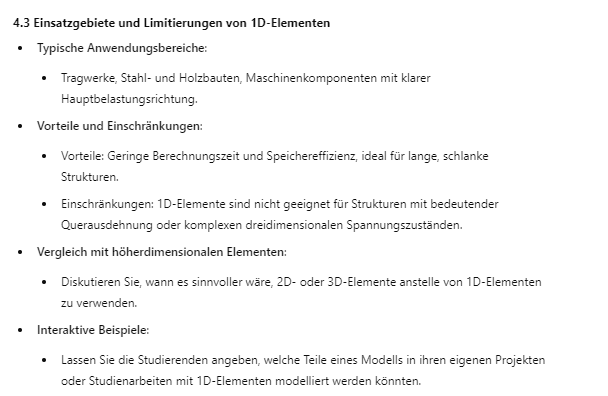 4.3 Einsatzgebiete und Limitierungen von 1D-Elementen
• Typische Anwendungsbereiche:
• Tragwerke, Stahl- und Holzbauten, Maschinenkomponenten mit klarer
Hauptbelastungsrichtung.
• Vorteile und Einschränkungen:
• Vorteile: Geringe Berechnungszeit und Speichereffizienz, ideal für lange, schlanke
Strukturen.
• Einschränkungen: 1D-Elemente sind nicht geeignet für Strukturen mit bedeutender
Querausdehnung oder komplexen dreidimensionalen Spannungszuständen.
• Vergleich mit höherdimensionalen Elementen:
• Diskutieren Sie, wann es sinnvoller wäre, 2D- oder 3D-Elemente anstelle von 1D-Elementen
zu verwenden.
• Interaktive Beispiele:
• Lassen Sie die Studierenden angeben, welche Teile eines Modells in ihren eigenen Projekten
oder Studienarbeiten mit 1D-Elementen modelliert werden könnten.